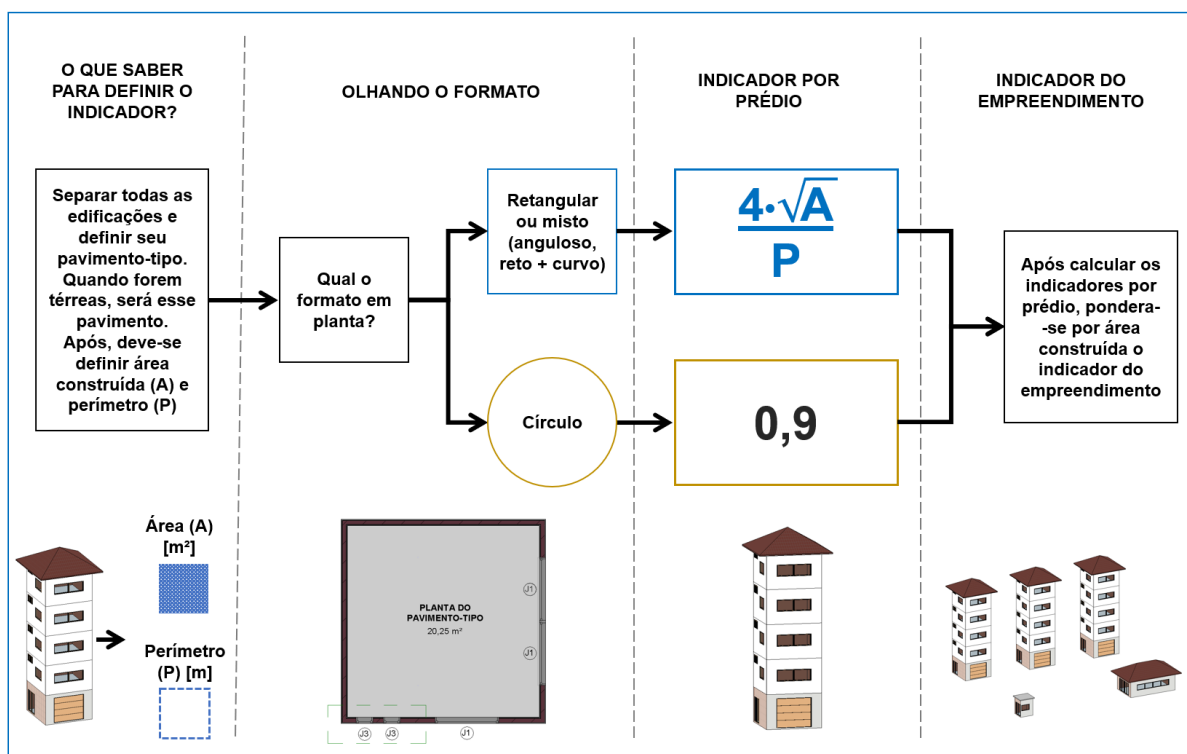 O QUE SABER
PARA DEFINIR O
INDICADOR?
OLHANDO O FORMATO
INDICADOR POR
PRÉDIO
INDICADOR DO
EMPREENDIMENTO
Separar todas as
edificações e
definir seu
pavimento-tipo.
Quando forem
térreas, será esse
pavimento.
Após, deve-se
definir área
construída (A) e
perímetro (P)
Qual o
formato em
planta?
Retangular
ou misto
(anguloso,
reto + curvo)
Círculo
4·√A
P
0,9
Após calcular os
indicadores por
prédio, pondera-
-se por área
construída o
indicador do
empreendimento
Área (A)
[m²]
Perímetro
(P) [m]
PLANTA DO
PAVIMENTO-TIPO
20,25 m²
J1
J1
J3
J3
J1